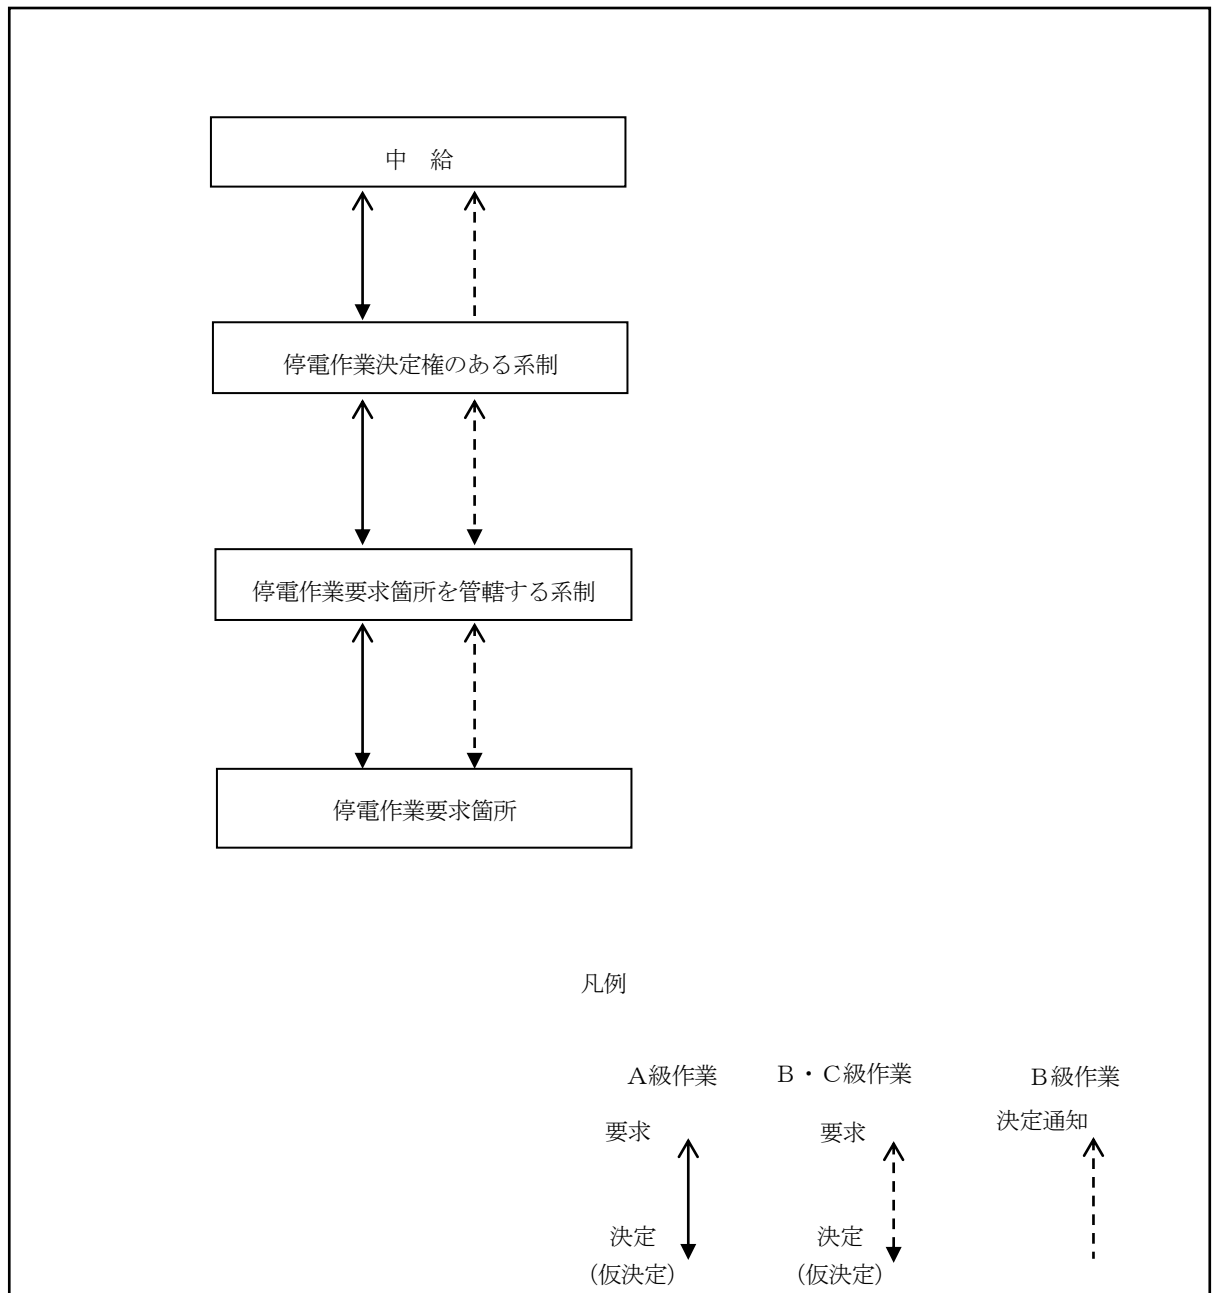 中　給
停電作業決定権のある系制
停電作業要求箇所を管轄する系制
停電作業要求箇所
凡例
Ａ級作業
Ｂ・Ｃ級作業
Ｂ級作業
要求
要求
決定通知
決定
決定
（仮決定）
（仮決定）